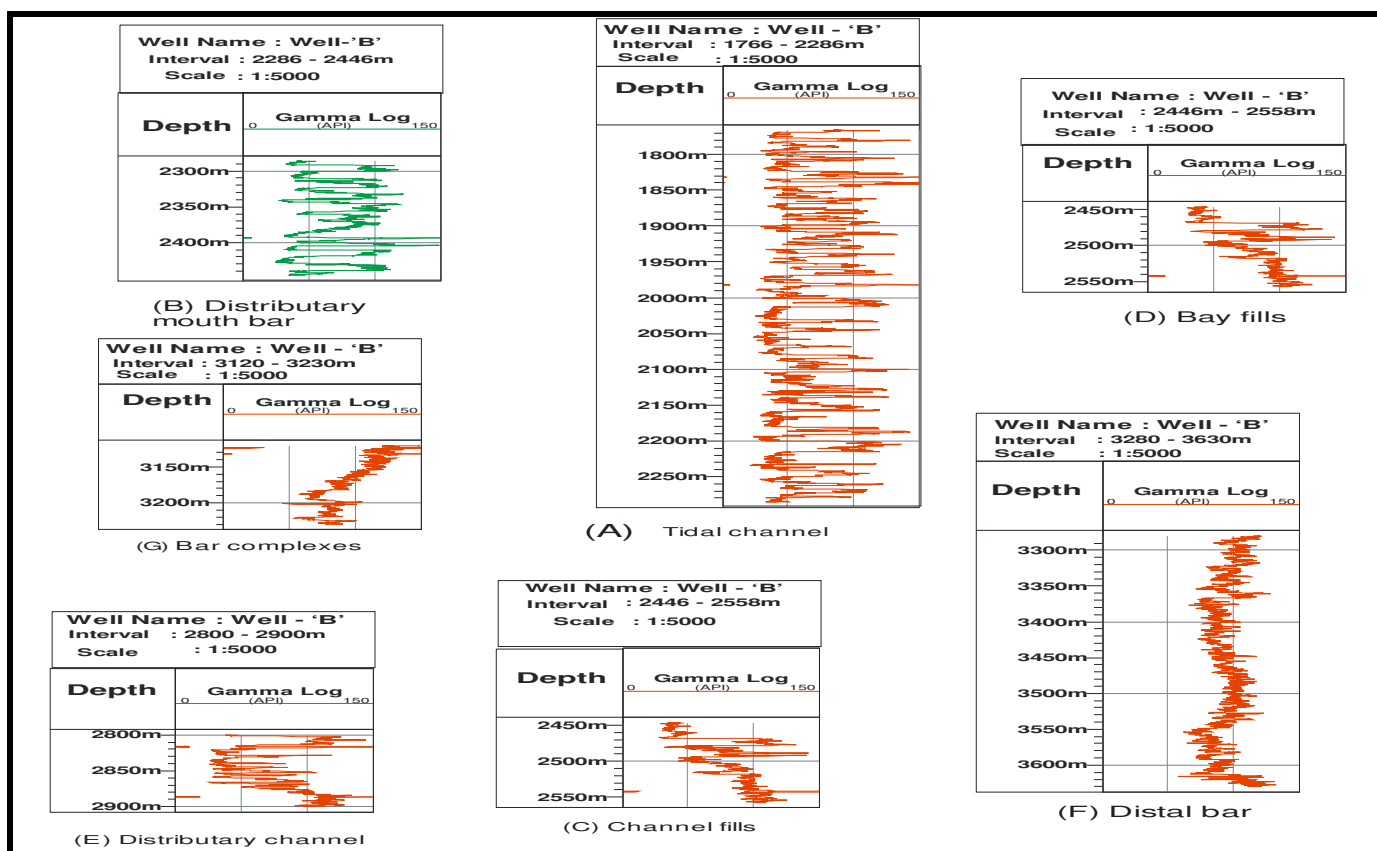 Well Name : Well-'B'
Interval : 2286 - 2446m
Scale : 1:5000
Depth
Gamma Log
0 (API) 150
2300m
2350m
2400m
(B) Distributary
mouth bar
Well Name : Well - ‘B’
Interval : 1766 - 2286m
Scale : 1:5000
Depth
Gamma Log
0 (API) 150
1800m
1850m
1900m
1950m
2000m
2050m
2100m
2150m
2200m
2250m
(A) Tidal channel
Well Name : Well - ‘B’
Interval : 2446m - 2558m
Scale : 1:5000
Depth
Gamma Log
0 (API) 150
2450m
2500m
2550m
(D) Bay fills
Well Name : Well - ‘B’
Interval : 3120 - 3230m
Scale : 1:5000
Depth
Gamma Log
0 (API) 150
3150m
3200m
(G) Bar complexes
Well Name : Well - ‘B’
Interval : 3280 - 3630m
Scale : 1:5000
Depth
Gamma Log
0 (API) 150
3300m
3350m
3400m
3450m
3500m
3550m
3600m
(F) Distal bar
Well Name : Well - ‘B’
Interval : 2800 - 2900m
Scale : 1:5000
Depth
Gamma Log
0 (API) 150
2800m
2850m
2900m
(E) Distributary channel
Well Name : Well - ‘B’
Interval : 2446 - 2558m
Scale : 1:5000
Depth
Gamma Log
0 (API) 150
2450m
2500m
2550m
(C) Channel fills